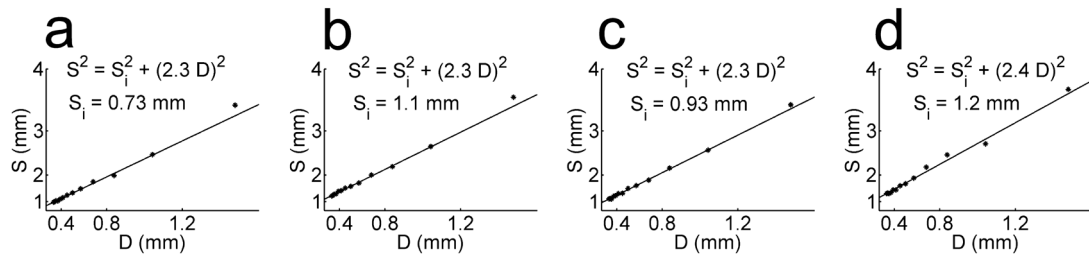 a
S² = Sᵢ² + (2.3 D)²
Sᵢ = 0.73 mm
S (mm)
4
3
2
1
0.4 0.8 1.2
D (mm)
b
S² = Sᵢ² + (2.3 D)²
Sᵢ = 1.1 mm
S (mm)
4
3
2
1
0.4 0.8 1.2
D (mm)
c
S² = Sᵢ² + (2.3 D)²
Sᵢ = 0.93 mm
S (mm)
4
3
2
1
0.4 0.8 1.2
D (mm)
d
S² = Sᵢ² + (2.4 D)²
Sᵢ = 1.2 mm
S (mm)
4
3
2
1
0.4 0.8 1.2
D (mm)